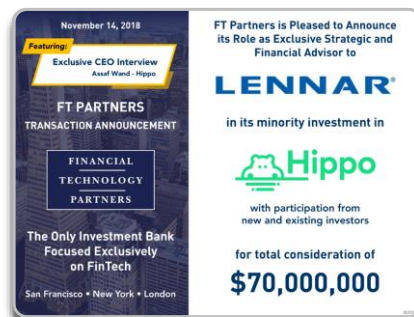 November 14, 2018
Featuring:
Exclusive CEO Interview
Assaf Wand - Hippo
FT PARTNERS
TRANSACTION ANNOUNCEMENT
FINANCIAL
TECHNOLOGY
PARTNERS
The Only Investment Bank
Focused Exclusively
on FinTech
San Francisco • New York • London
FT Partners is Pleased to Announce
its Role as Exclusive Strategic and
Financial Advisor to
LENNAR®
in its minority investment in
Hippo
with participation from
new and existing investors
for total consideration of
$70,000,000